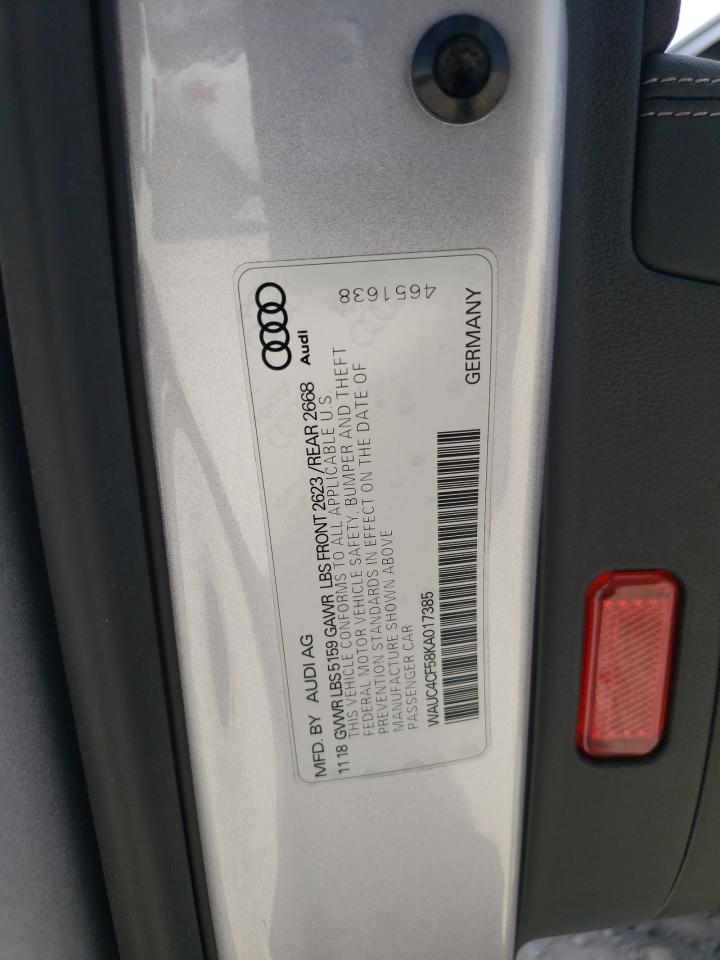 MFD. BY AUDI AG
Audi
11 18 GVWR LBS 5159 GAWR LBS FRONT 2623 /REAR 2668
THIS VEHICLE CONFORMS TO ALL APPLICABLE U.S.
FEDERAL MOTOR VEHICLE SAFETY, BUMPER AND THEFT
PREVENTION STANDARDS IN EFFECT ON THE DATE OF
MANUFACTURE SHOWN ABOVE
PASSENGER CAR
4651638
WAUC4CF58KA017385
GERMANY